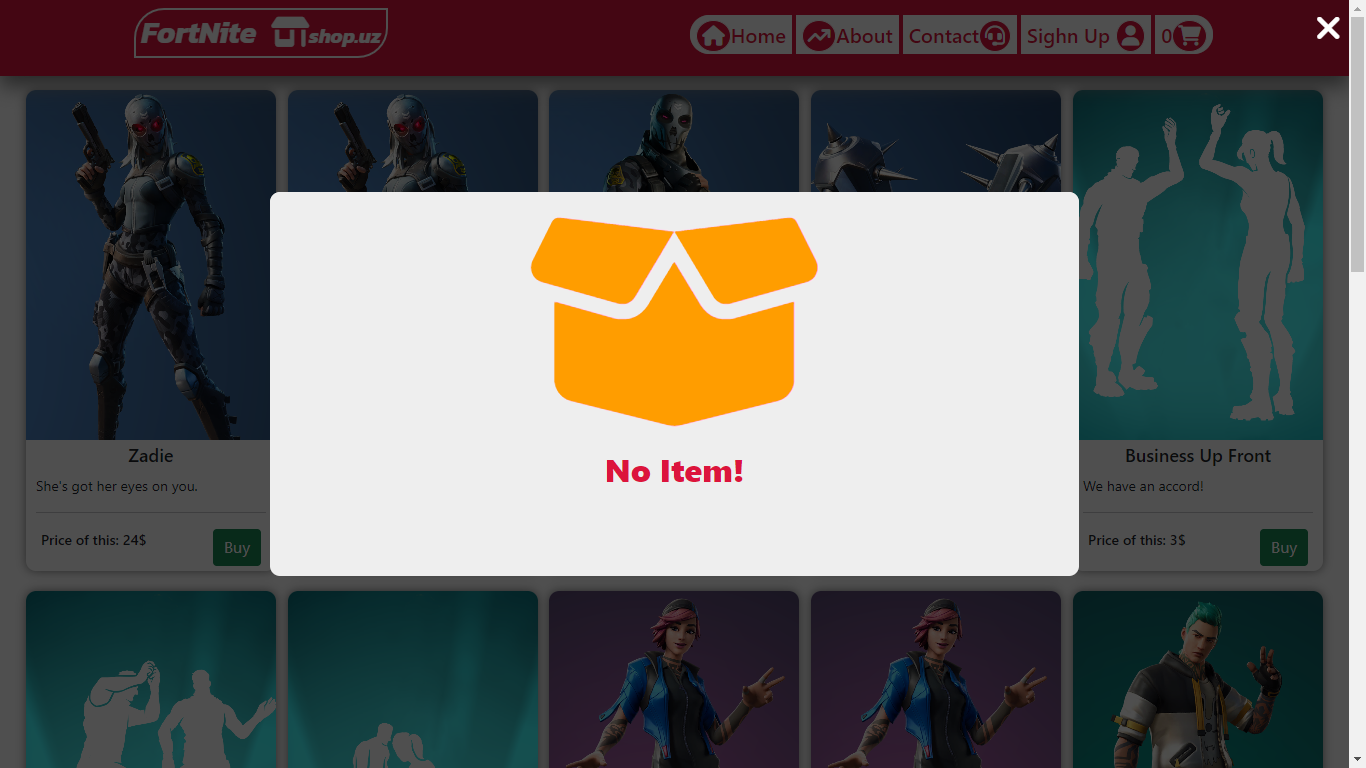 FortNite shop.uz
Home
About
Contact
Sighn Up
0
No Item!
Zadie
She's got her eyes on you.
Price of this: 24$
Buy
Business Up Front
We have an accord!
Price of this: 3$
Buy